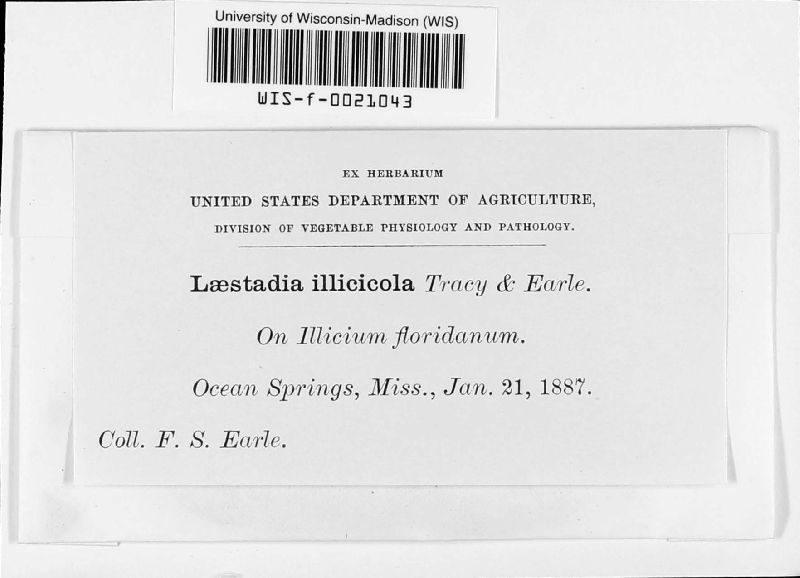 University of Wisconsin-Madison (WIS)
WIS-f-0021043
EX HERBARIUM
UNITED STATES DEPARTMENT OF AGRICULTURE,
DIVISION OF VEGETABLE PHYSIOLOGY AND PATHOLOGY.
Læstadia illicicola Tracy & Earle.
On Illicium floridanum.
Ocean Springs, Miss., Jan. 21, 1887.
Coll. F. S. Earle.